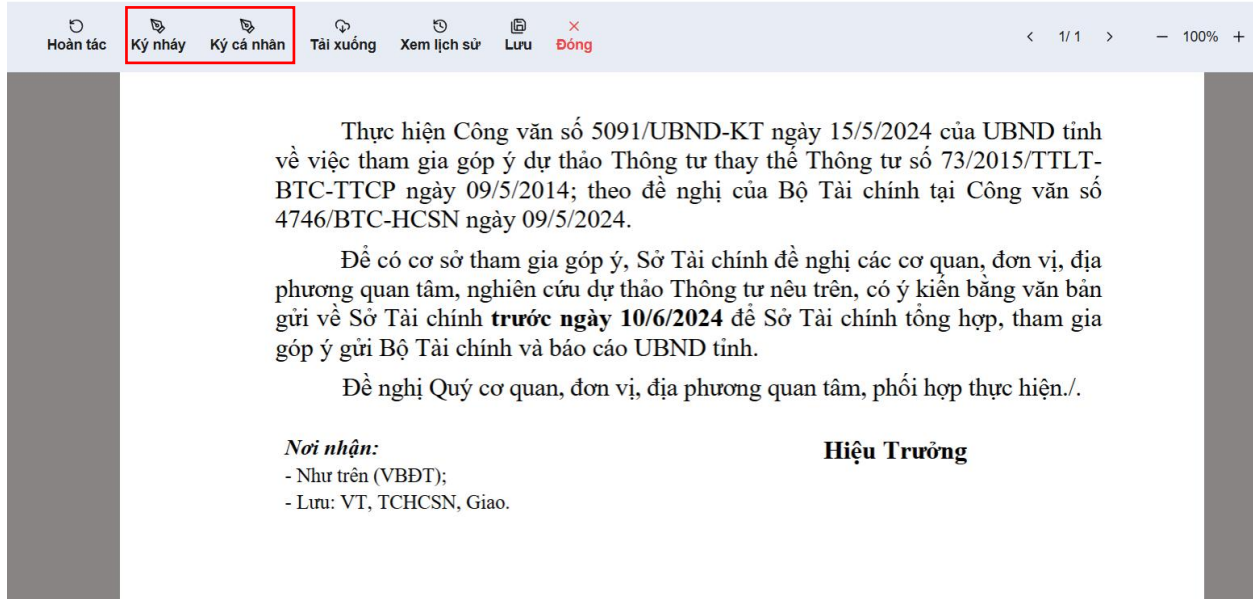 Hoàn tác Ký nháy Ký cá nhân Tải xuống Xem lịch sử Lưu Đóng < 1/ 1 > − 100% +
Thực hiện Công văn số 5091/UBND-KT ngày 15/5/2024 của UBND tỉnh
về việc tham gia góp ý dự thảo Thông tư thay thế Thông tư số 73/2015/TTLT-
BTC-TTCP ngày 09/5/2014; theo đề nghị của Bộ Tài chính tại Công văn số
4746/BTC-HCSN ngày 09/5/2024.
Để có cơ sở tham gia góp ý, Sở Tài chính đề nghị các cơ quan, đơn vị, địa
phương quan tâm, nghiên cứu dự thảo Thông tư nêu trên, có ý kiến bằng văn bản
gửi về Sở Tài chính trước ngày 10/6/2024 để Sở Tài chính tổng hợp, tham gia
góp ý gửi Bộ Tài chính và báo cáo UBND tỉnh.
Đề nghị Quý cơ quan, đơn vị, địa phương quan tâm, phối hợp thực hiện./.
Nơi nhận:
- Như trên (VBĐT);
- Lưu: VT, TCHCSN, Giao.
Hiệu Trưởng